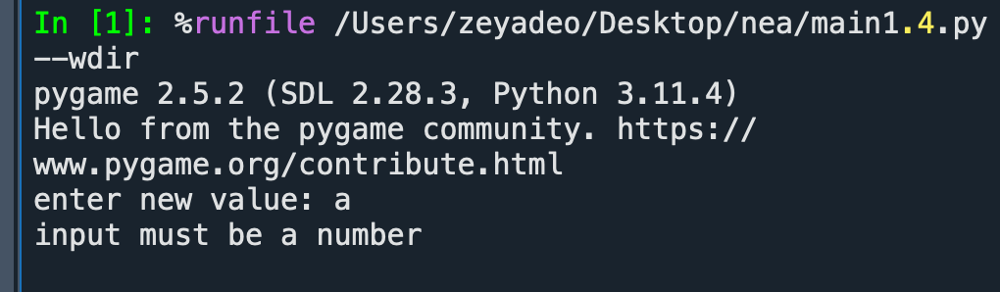 In [1]: %runfile /Users/zeyadeo/Desktop/nea/main1.4.py
--wdir
pygame 2.5.2 (SDL 2.28.3, Python 3.11.4)
Hello from the pygame community. https://
www.pygame.org/contribute.html
enter new value: a
input must be a number